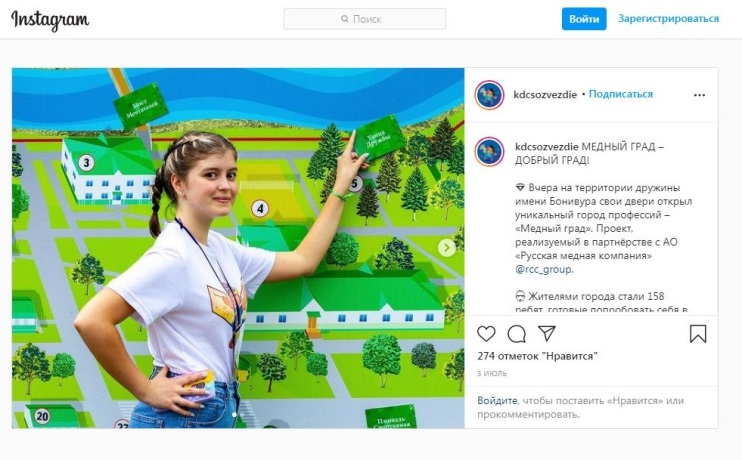 Instagram
Поиск
Войти
Зарегистрироваться
Мост
Мечтателей
Улица
Дружбы
3
4
5
20
22
Площадь
Спортивная
kdcsozvezdie • Подписаться
kdcsozvezdie МЕДНЫЙ ГРАД –
ДОБРЫЙ ГРАД!
Вчера на территории дружины
имени Бонивура свои двери открыл
уникальный город профессий –
«Медный град». Проект,
реализуемый в партнёрстве с АО
«Русская медная компания»
@rcc_group.
Жителями города стали 158
ребят, готовые попробовать себя в
274 отметок "Нравится"
3 ИЮЛЬ
Войдите, чтобы поставить «Нравится» или
прокомментировать.